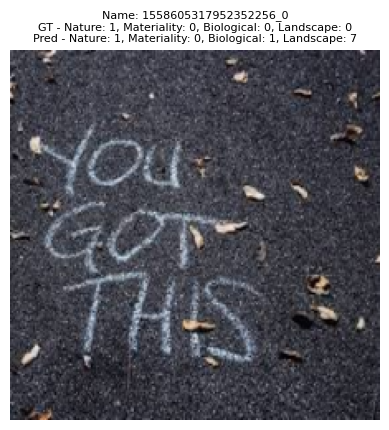 Name: 1558605317952352256_0
GT - Nature: 1, Materiality: 0, Biological: 0, Landscape: 0
Pred - Nature: 1, Materiality: 0, Biological: 1, Landscape: 7
YOU
GOT
THIS